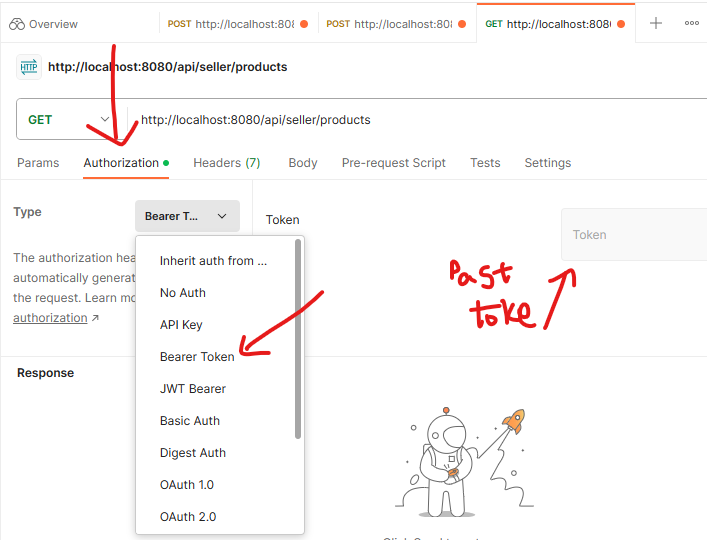 Overview
POST http://localhost:808
POST http://localhost:808
GET http://localhost:808
HTTP http://localhost:8080/api/seller/products
GET http://localhost:8080/api/seller/products
Params Authorization Headers (7) Body Pre-request Script Tests Settings
Type Bearer T... Token Token
The authorization hea
automatically generat
the request. Learn mo
authorization ↗
Inherit auth from ...
No Auth
API Key
Bearer Token
JWT Bearer
Basic Auth
Digest Auth
OAuth 1.0
OAuth 2.0
Past
toke
Response